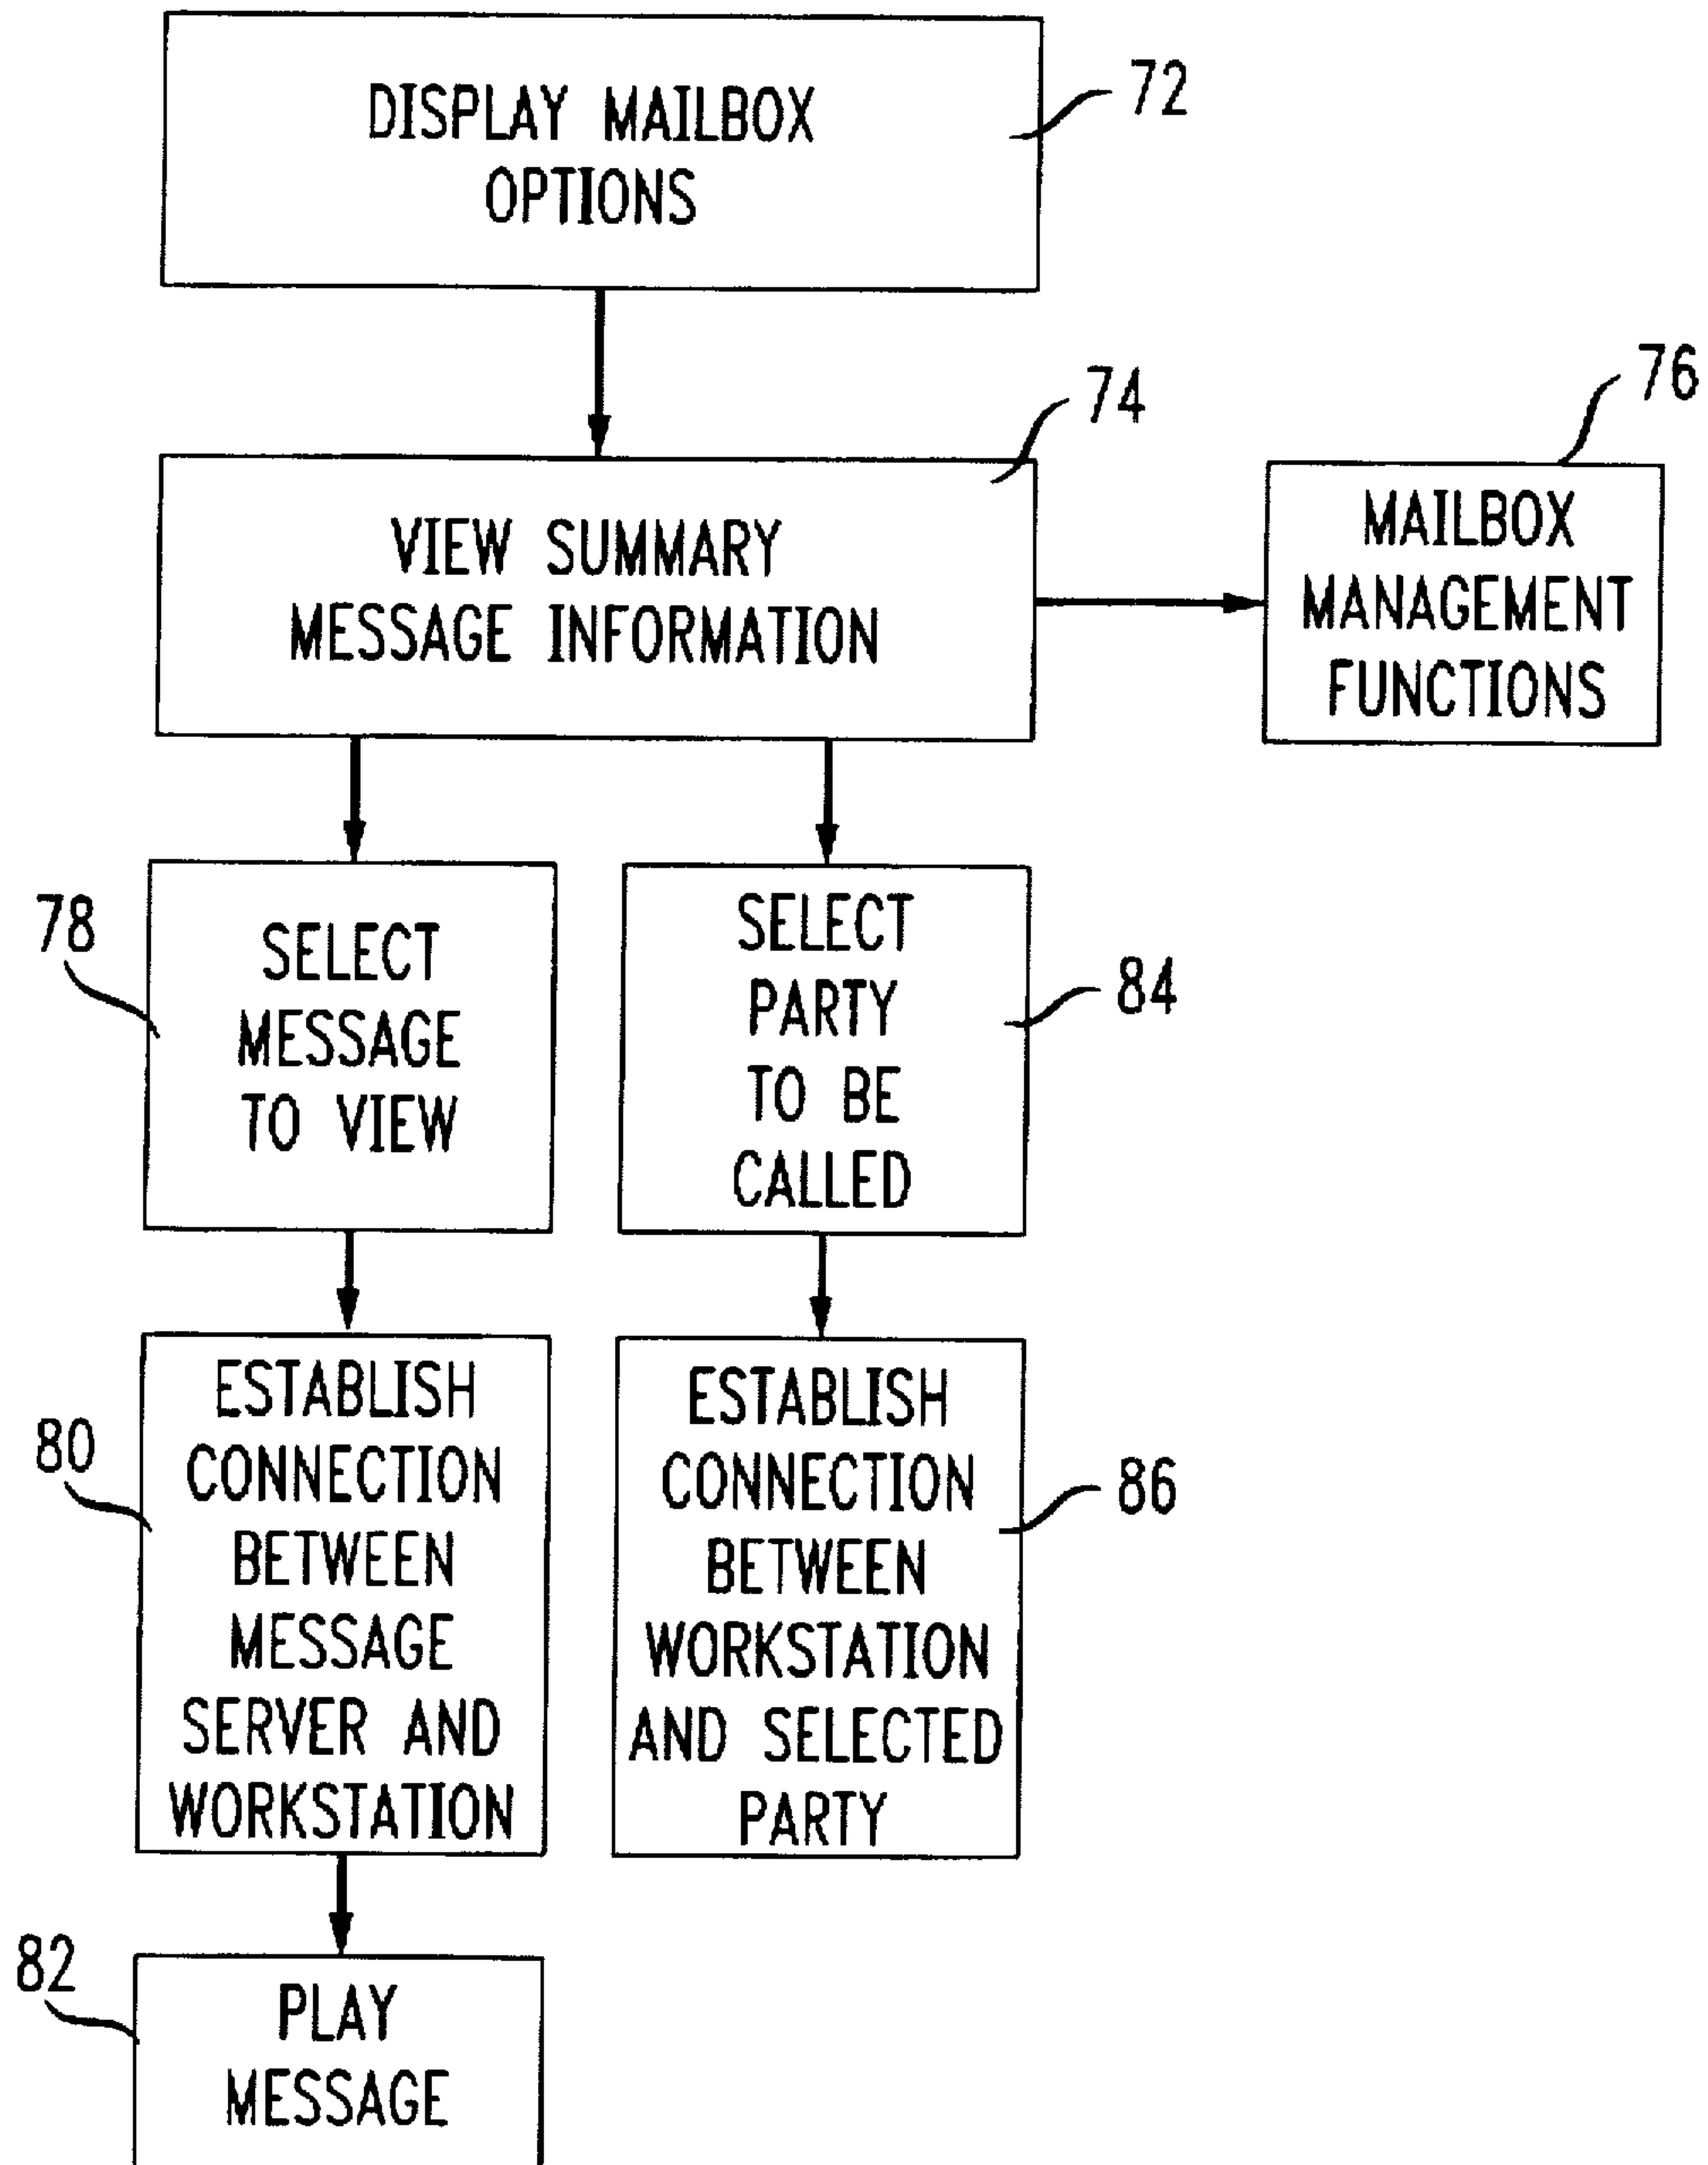 DISPLAY MAILBOX
OPTIONS
72
74
VIEW SUMMARY
MESSAGE INFORMATION
76
MAILBOX
MANAGEMENT
FUNCTIONS
78
SELECT
MESSAGE
TO VIEW
SELECT
PARTY
TO BE
CALLED
84
80
ESTABLISH
CONNECTION
BETWEEN
MESSAGE
SERVER AND
WORKSTATION
ESTABLISH
CONNECTION
BETWEEN
WORKSTATION
AND SELECTED
PARTY
86
82
PLAY
MESSAGE